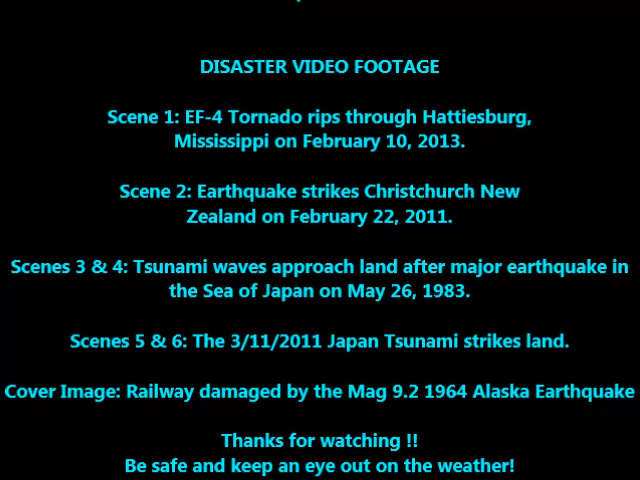 DISASTER VIDEO FOOTAGE
Scene 1: EF-4 Tornado rips through Hattiesburg,
Mississippi on February 10, 2013.
Scene 2: Earthquake strikes Christchurch New
Zealand on February 22, 2011.
Scenes 3 & 4: Tsunami waves approach land after major earthquake in
the Sea of Japan on May 26, 1983.
Scenes 5 & 6: The 3/11/2011 Japan Tsunami strikes land.
Cover Image: Railway damaged by the Mag 9.2 1964 Alaska Earthquake
Thanks for watching !!
Be safe and keep an eye out on the weather!